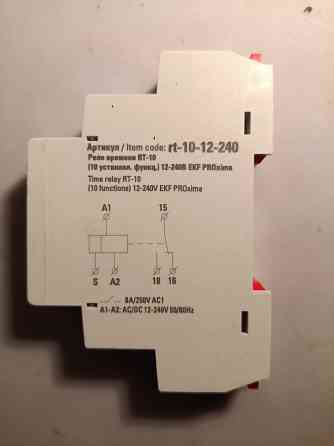 Артикул / Item code: rt-10-12-240
Реле времени RT-10
(10 установл. функц.) 12-240В EKF PROxima
Time relay RT-10
(10 functions) 12-240V EKF PROxima
A1 15
S A2 18 16
8A/250V AC1
A1-A2: AC/DC 12-240V 50/60Hz